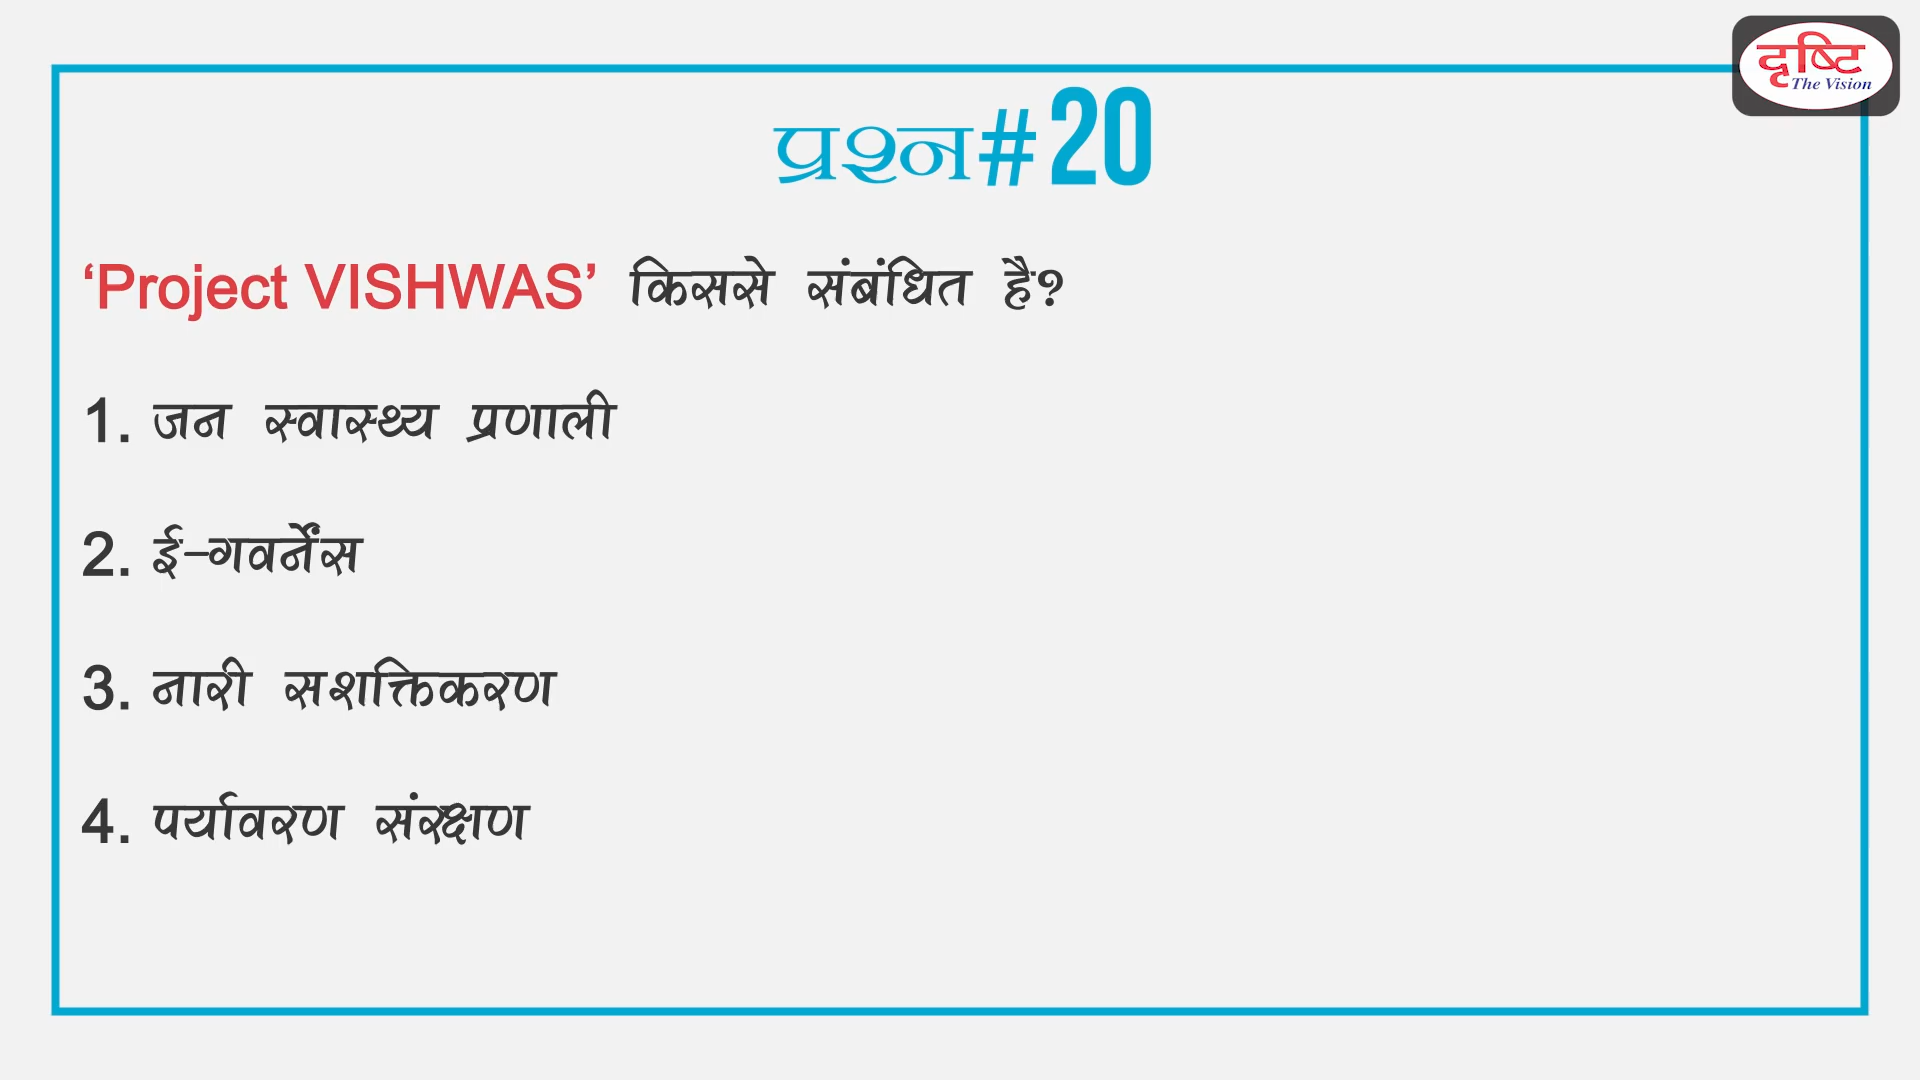 दृष्टि
The Vision
प्रश्न#20
‘Project VISHWAS’ किससे संबंधित है?
1. जन स्वास्थ्य प्रणाली
2. ई-गवर्नेंस
3. नारी सशक्तिकरण
4. पर्यावरण संरक्षण